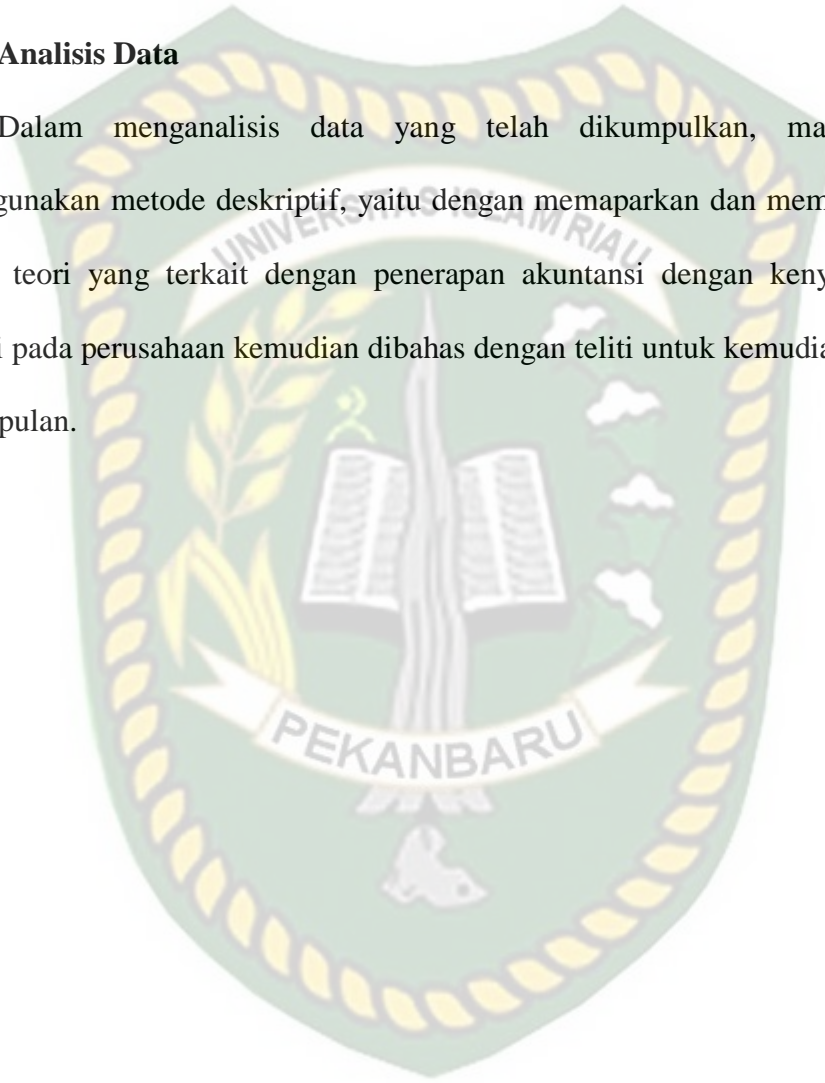 Analisis Data
Dalam menganalisis data yang telah dikumpulkan, ma
gunakan metode deskriptif, yaitu dengan memaparkan dan mem
teori yang terkait dengan penerapan akuntansi dengan keny
i pada perusahaan kemudian dibahas dengan teliti untuk kemudia
pulan.
UNIVERSITAS ISLAM RIAU
PEKANBARU